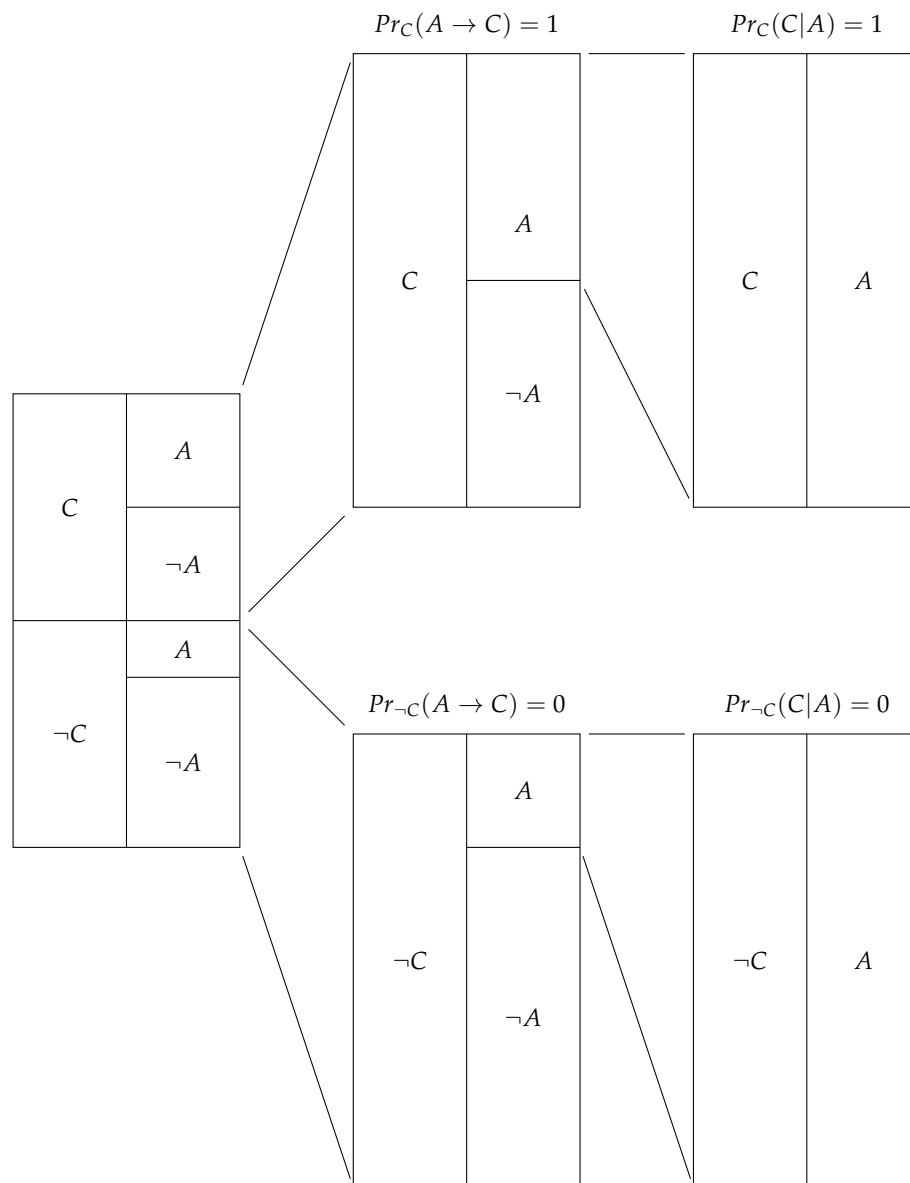 Pr_C(A → C) = 1
Pr_C(C|A) = 1
A
C
¬A
C
A
A
C
¬A
A
¬C
¬A
Pr_¬C(A → C) = 0
Pr_¬C(C|A) = 0
A
¬C
¬A
¬C
A